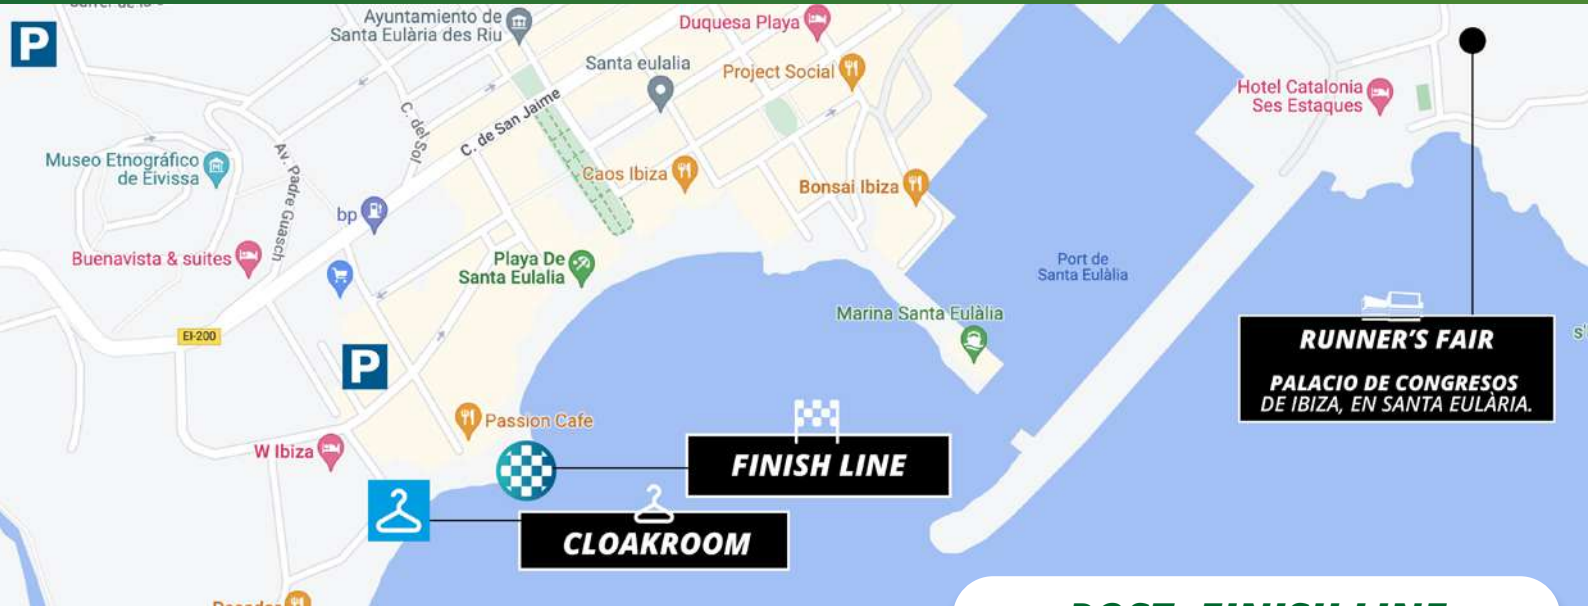 P
Ayuntamiento de
Santa Eulària des Riu
Duquesa Playa
Santa eulalia
Project Social
Hotel Catalonia
Ses Estaques
C. de San Jaime
C. del Sol
Museo Etnográfico
de Eivissa
Av. Padre Guasch
Caos Ibiza
Bonsai Ibiza
bp
Buenavista & suites
Playa De
Santa Eulalia
Port de
Santa Eulàlia
Marina Santa Eulàlia
EI-200
RUNNER'S FAIR
PALACIO DE CONGRESOS
DE IBIZA, EN SANTA EULÀRIA.
P
Passion Cafe
W Ibiza
FINISH LINE
CLOAKROOM